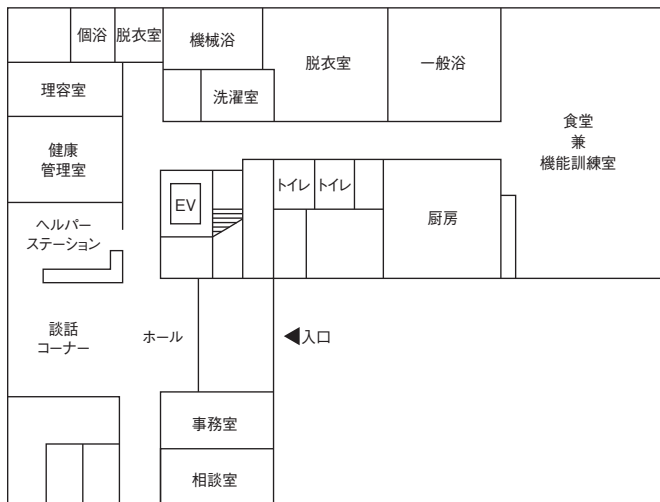 個浴
脱衣室
機械浴
脱衣室
一般浴
理容室
洗濯室
食堂
兼
機能訓練室
健康
管理室
トイレ
トイレ
EV
厨房
ヘルパー
ステーション
談話
コーナー
ホール
◀入口
事務室
相談室